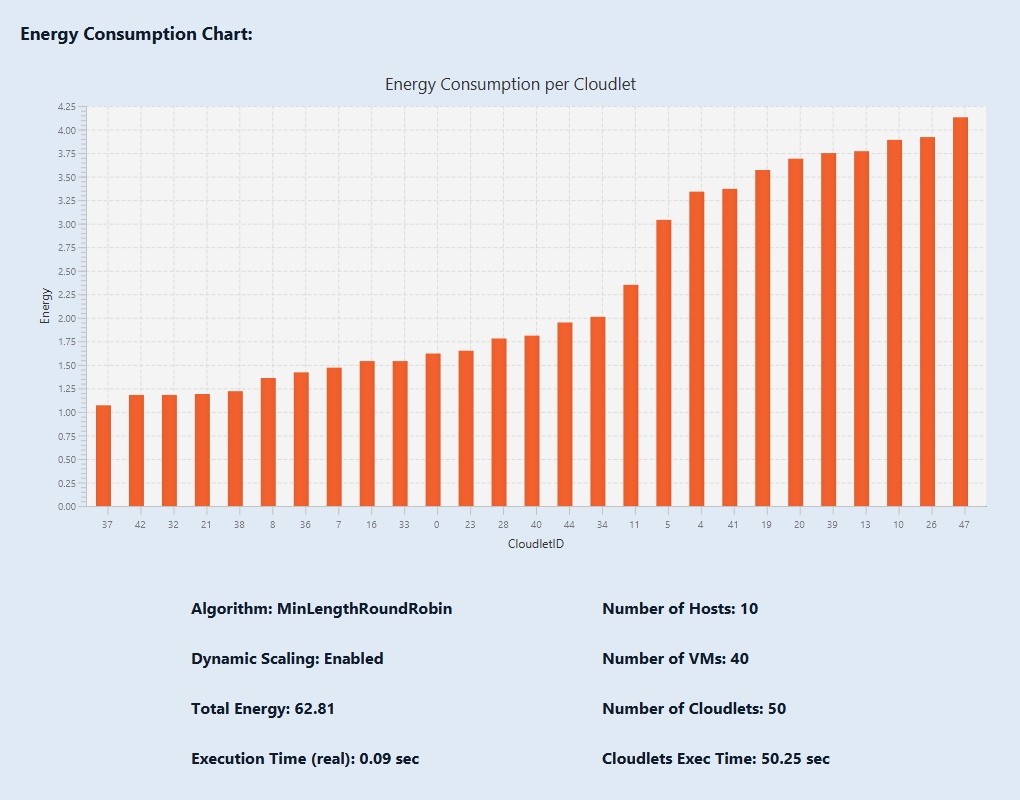 Energy Consumption Chart:
Energy Consumption per Cloudlet
4.25
4.00
3.75
3.50
3.25
3.00
2.75
2.50
2.25
2.00
1.75
1.50
1.25
1.00
0.75
0.50
0.25
0.00
Energy
37 42 32 21 38 8 36 7 16 33 0 23 28 40 44 34 11 5 4 41 19 20 39 13 10 26 47
CloudletID
Algorithm: MinLengthRoundRobin
Number of Hosts: 10
Dynamic Scaling: Enabled
Number of VMs: 40
Total Energy: 62.81
Number of Cloudlets: 50
Execution Time (real): 0.09 sec
Cloudlets Exec Time: 50.25 sec